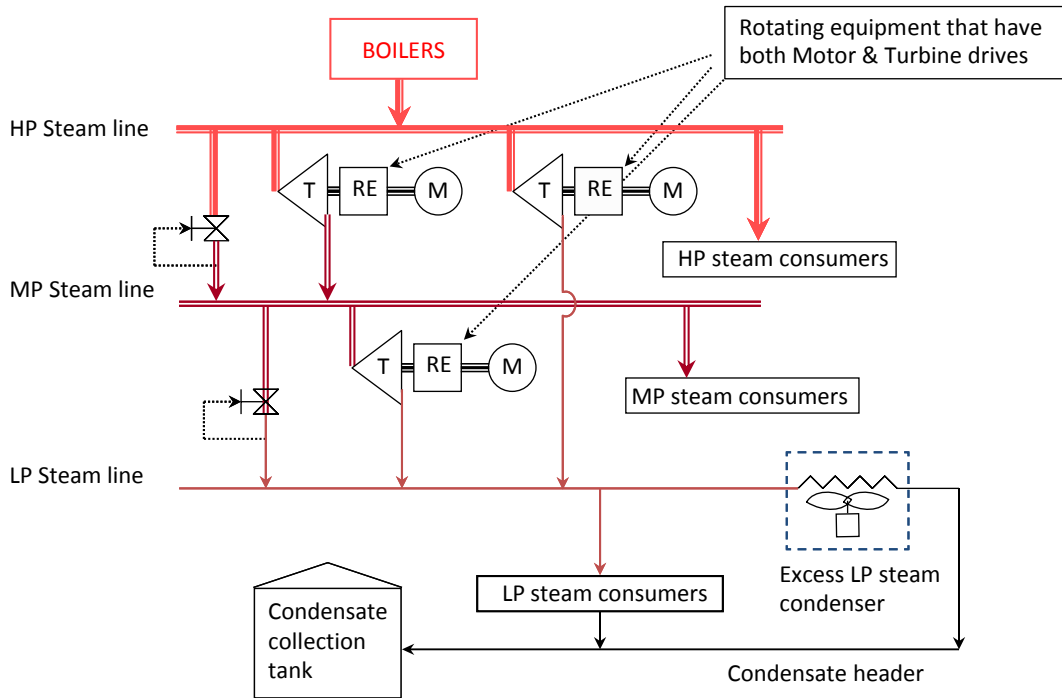 Rotating equipment that have
both Motor & Turbine drives
BOILERS
HP Steam line
T
RE
M
T
RE
M
HP steam consumers
MP Steam line
T
RE
M
MP steam consumers
LP Steam line
Excess LP steam
condenser
LP steam consumers
Condensate
collection
tank
Condensate header